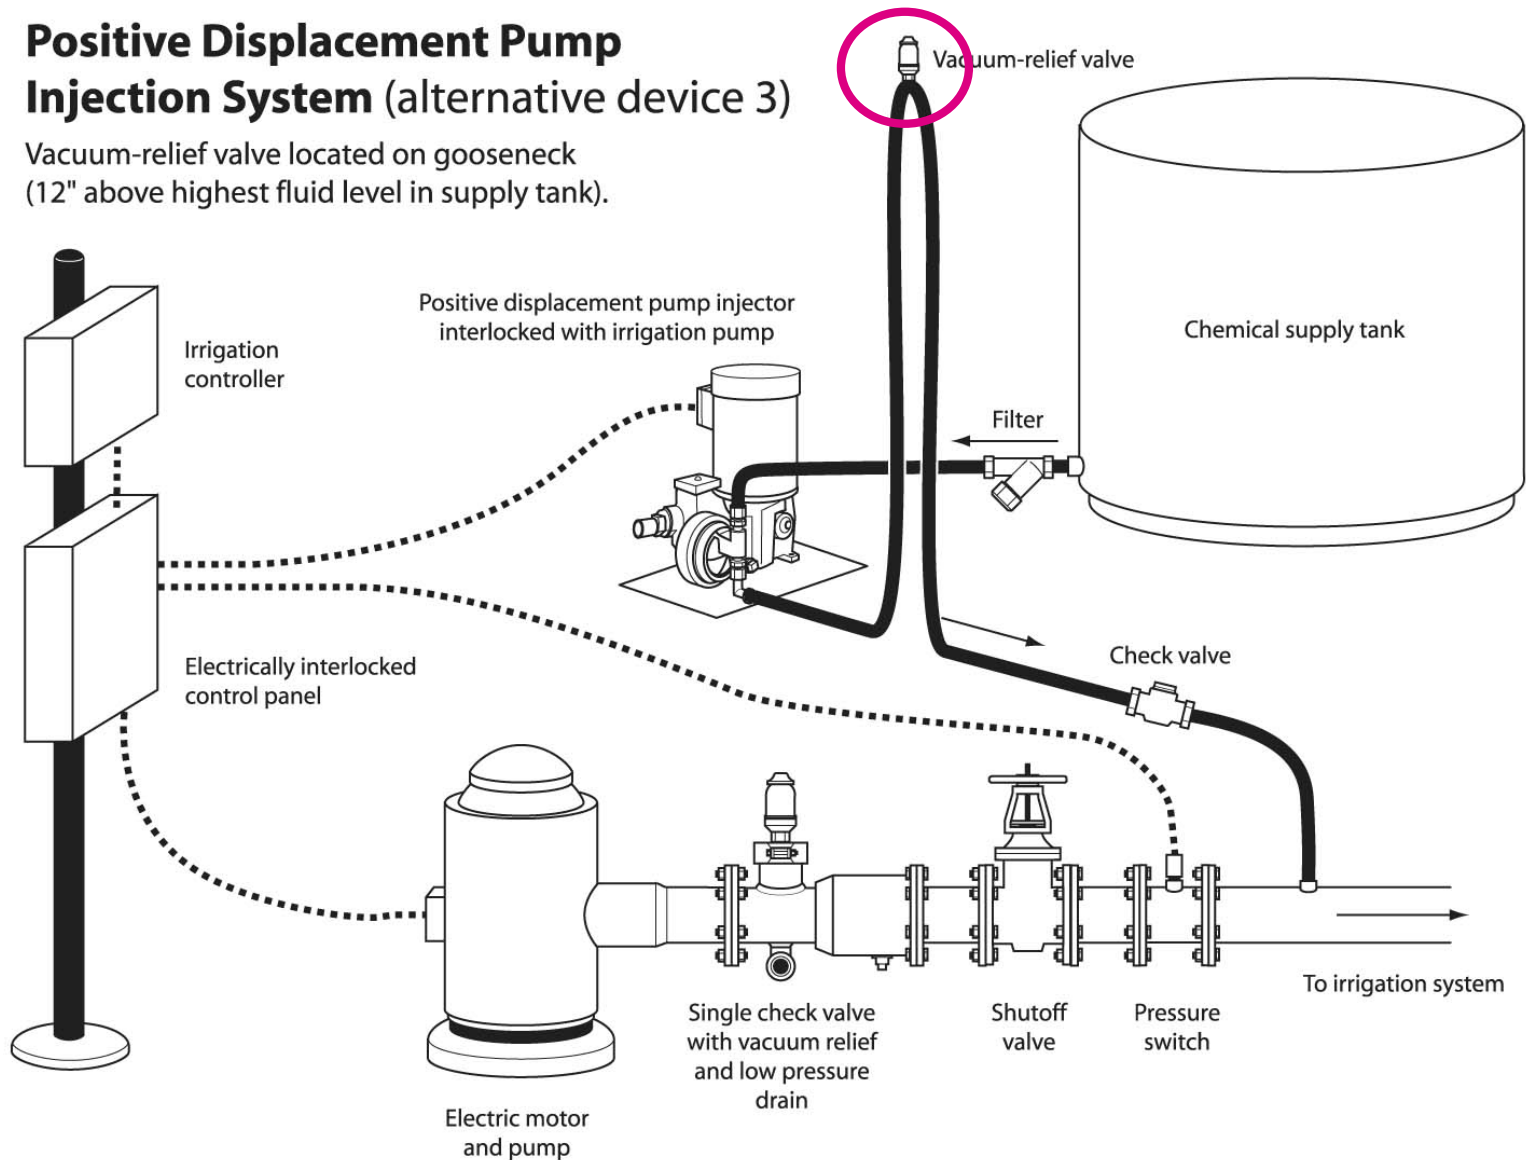 Positive Displacement Pump
Injection System (alternative device 3)
Vacuum-relief valve located on gooseneck
(12" above highest fluid level in supply tank).
Vacuum-relief valve
Positive displacement pump injector
interlocked with irrigation pump
Chemical supply tank
Irrigation
controller
Filter
Electrically interlocked
control panel
Check valve
To irrigation system
Single check valve
with vacuum relief
and low pressure
drain
Shutoff
valve
Pressure
switch
Electric motor
and pump